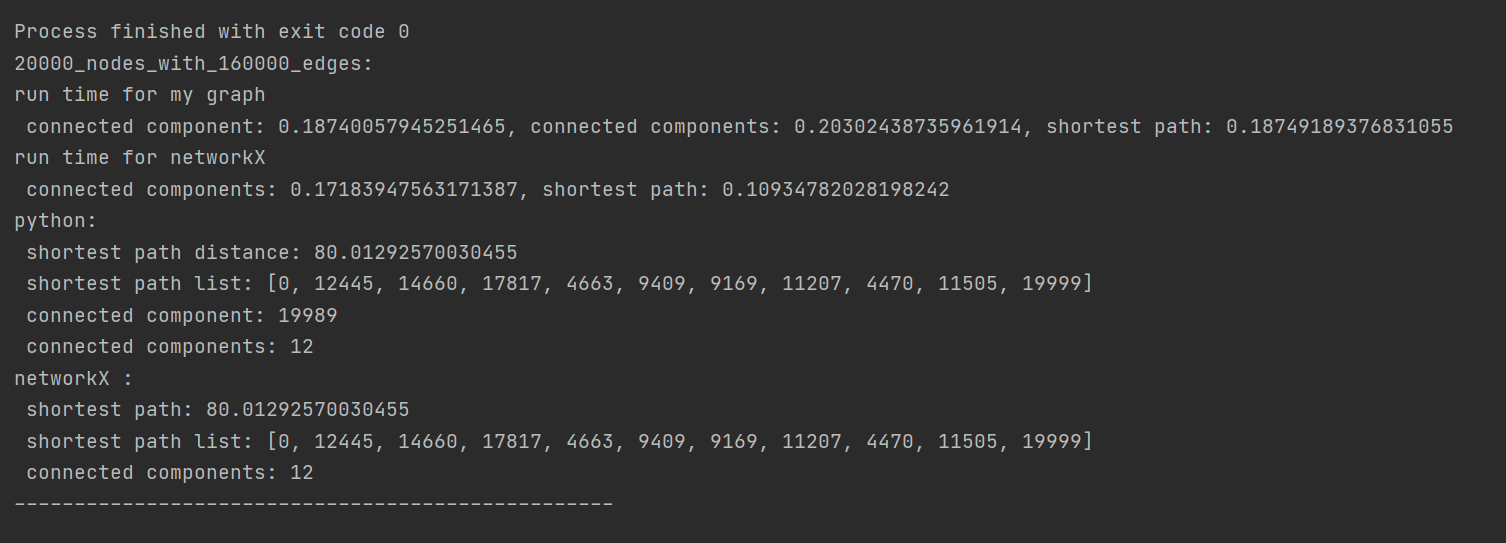 Process finished with exit code 0
20000_nodes_with_160000_edges:
run time for my graph
 connected component: 0.18740057945251465, connected components: 0.20302438735961914, shortest path: 0.18749189376831055
run time for networkX
 connected components: 0.17183947563171387, shortest path: 0.10934782028198242
python:
 shortest path distance: 80.01292570030455
 shortest path list: [0, 12445, 14660, 17817, 4663, 9409, 9169, 11207, 4470, 11505, 19999]
 connected component: 19989
 connected components: 12
networkX :
 shortest path: 80.01292570030455
 shortest path list: [0, 12445, 14660, 17817, 4663, 9409, 9169, 11207, 4470, 11505, 19999]
 connected components: 12
--------------------------------------------------